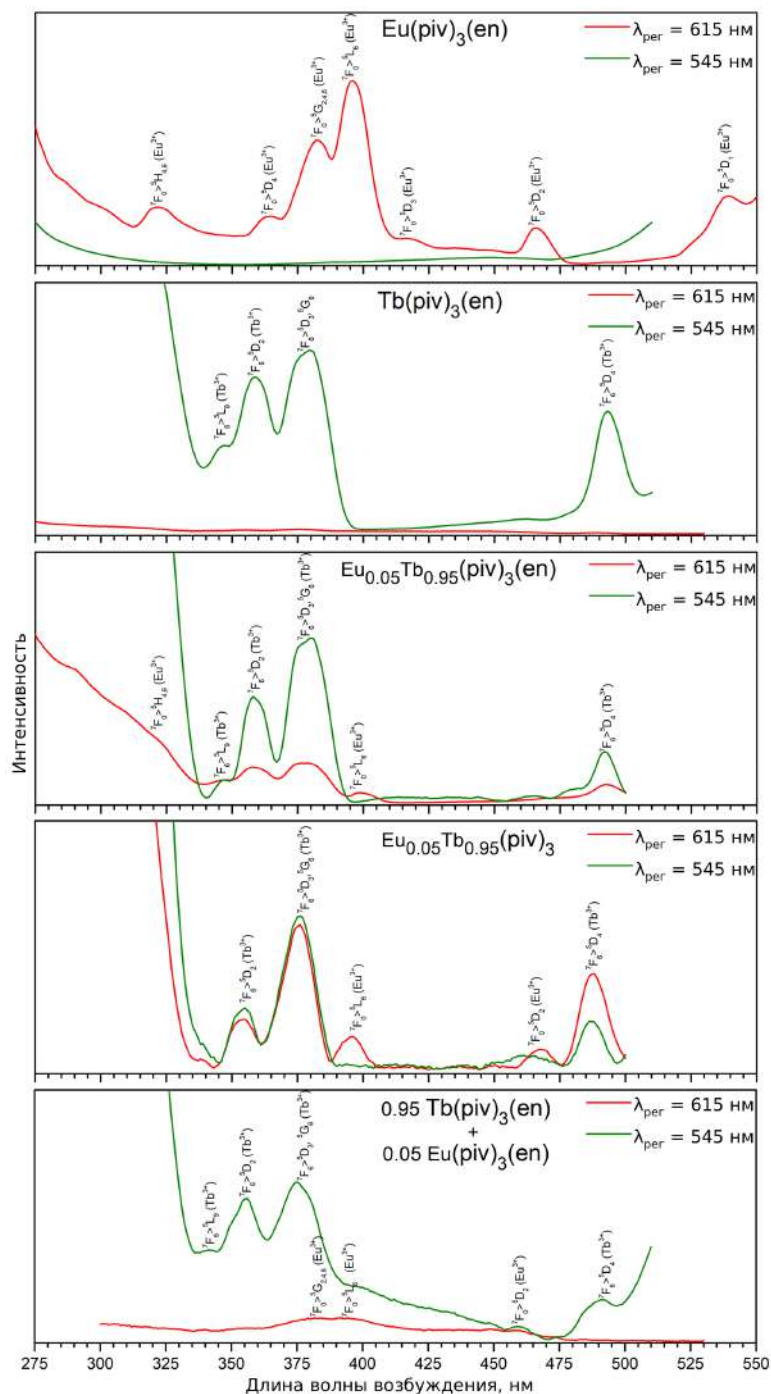 Eu(piv)₃(en)
λрег = 615 нм
λрег = 545 нм
⁷F₀>⁵H₄,₆ (Eu³⁺)
⁷F₀>⁵D₄ (Eu³⁺)
⁷F₀>⁵G₂,₄,₆ (Eu³⁺)
⁷F₀>⁵L₆ (Eu³⁺)
⁷F₀>⁵D₃ (Eu³⁺)
⁷F₀>⁵D₂ (Eu³⁺)
⁷F₀>⁵D₁ (Eu³⁺)
Tb(piv)₃(en)
λрег = 615 нм
λрег = 545 нм
⁷F₆>⁵L₉ (Tb³⁺)
⁷F₆>⁵D₂ (Tb³⁺)
⁷F₆>⁵D₃, ⁵G₆
⁷F₆>⁵D₄ (Tb³⁺)
Eu₀.₀₅Tb₀.₉₅(piv)₃(en)
λрег = 615 нм
λрег = 545 нм
⁷F₀>⁵H₄,₆ (Eu³⁺)
⁷F₆>⁵L₉ (Tb³⁺)
⁷F₆>⁵D₂ (Tb³⁺)
⁷F₆>⁵D₃, ⁵G₆ (Tb³⁺)
⁷F₀>⁵L₆ (Eu³⁺)
⁷F₆>⁵D₄ (Tb³⁺)
Интенсивность
Eu₀.₀₅Tb₀.₉₅(piv)₃
λрег = 615 нм
λрег = 545 нм
⁷F₆>⁵D₂ (Tb³⁺)
⁷F₆>⁵D₃, ⁵G₆ (Tb³⁺)
⁷F₀>⁵L₆ (Eu³⁺)
⁷F₀>⁵D₂ (Eu³⁺)
⁷F₆>⁵D₄ (Tb³⁺)
0.95 Tb(piv)₃(en)
+
0.05 Eu(piv)₃(en)
λрег = 615 нм
λрег = 545 нм
⁷F₆>⁵L₉ (Tb³⁺)
⁷F₆>⁵D₂ (Tb³⁺)
⁷F₆>⁵D₃, ⁵G₆ (Tb³⁺)
⁷F₀>⁵G₂,₄,₆ (Eu³⁺)
⁷F₀>⁵L₆ (Eu³⁺)
⁷F₀>⁵D₂ (Eu³⁺)
⁷F₆>⁵D₄ (Tb³⁺)
275 300 325 350 375 400 425 450 475 500 525 550
Длина волны возбуждения, нм